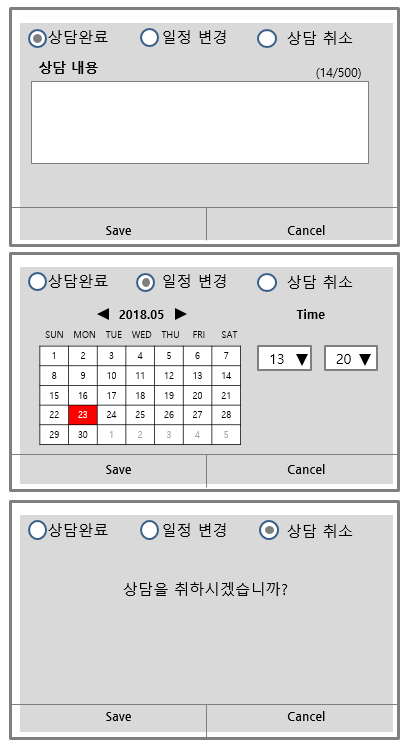 상담완료 일정 변경 상담 취소
상담 내용
(14/500)
Save Cancel
상담완료 일정 변경 상담 취소
◀ 2018.05 ▶ Time
SUN MON TUE WED THU FRI SAT
1 2 3 4 5 6 7
13 ▼ 20 ▼
8 9 10 11 12 13 14
15 16 17 18 19 20 21
22 23 24 25 26 27 28
29 30 1 2 3 4 5
Save Cancel
상담완료 일정 변경 상담 취소
상담을 취하시겠습니까?
Save Cancel